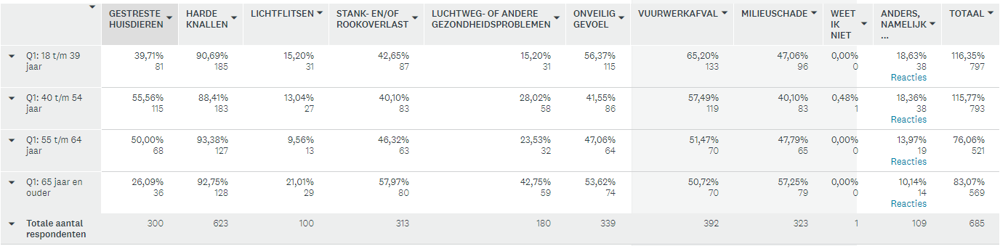 GESTRESTE HUISDIEREN
HARDE KNALLEN
LICHTFLITSEN
STANK- EN/OF ROOKOVERLAST
LUCHTWEG- OF ANDERE GEZONDHEIDSPROBLEMEN
ONVEILIG GEVOEL
VUURWERKAFVAL
MILIEUSCHADE
WEET IK NIET
ANDERS, NAMELIJK ...
TOTAAL
Q1: 18 t/m 39 39,71% 90,69% 15,20% 42,65% 15,20% 56,37% 65,20% 47,06% 0,00% 18,63% 116,35%
jaar 81 185 31 87 31 115 133 96 0 38 797
Reacties
Q1: 40 t/m 54 55,56% 88,41% 13,04% 40,10% 28,02% 41,55% 57,49% 40,10% 0,48% 18,36% 115,77%
jaar 115 183 27 83 58 86 119 83 1 38 793
Reacties
Q1: 55 t/m 64 50,00% 93,38% 9,56% 46,32% 23,53% 47,06% 51,47% 47,79% 0,00% 13,97% 76,06%
jaar 68 127 13 63 32 64 70 65 0 19 521
Reacties
Q1: 65 jaar en 26,09% 92,75% 21,01% 57,97% 42,75% 53,62% 50,72% 57,25% 0,00% 10,14% 83,07%
ouder 36 128 29 80 59 74 70 79 0 14 569
Reacties
Totale aantal 300 623 100 313 180 339 392 323 1 109 685
respondenten